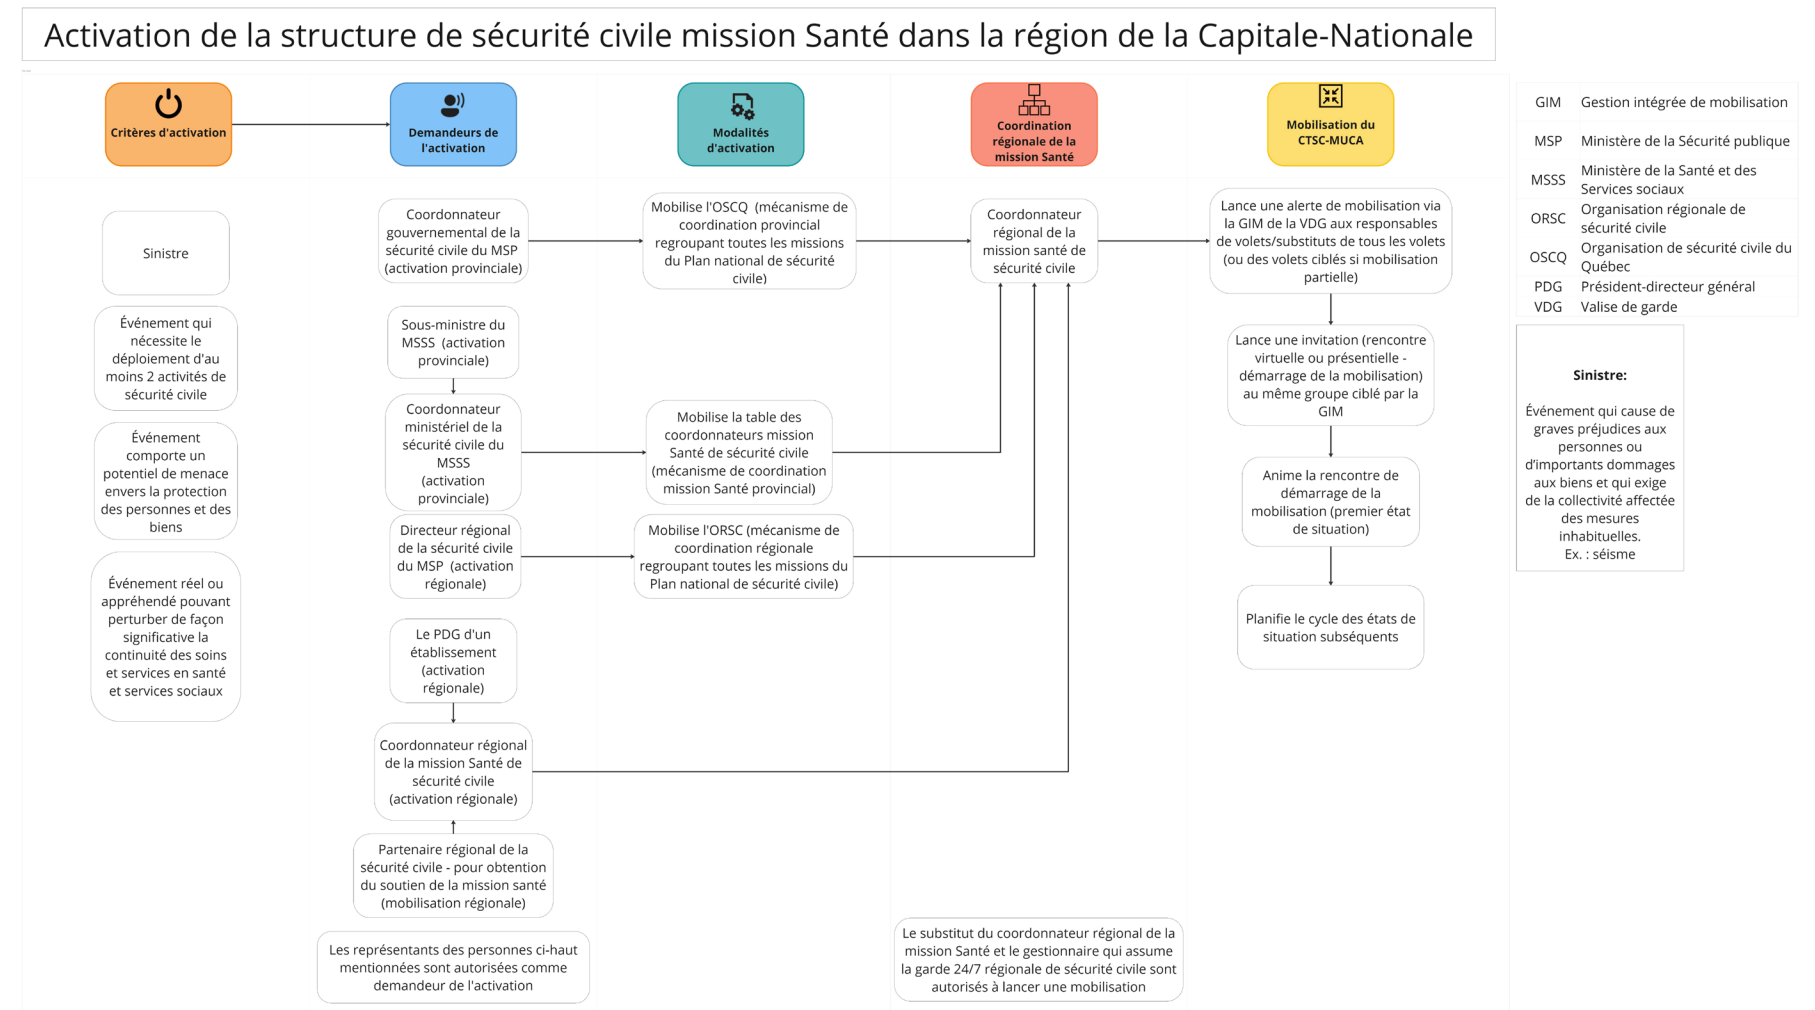 Activation de la structure de sécurité civile mission Santé dans la région de la Capitale-Nationale
Critères d'activation
Demandeurs de
l'activation
Modalités
d'activation
Coordination
régionale de la
mission Santé
Mobilisation du
CTSC-MUCA
Sinistre
Événement qui
nécessite le
déploiement d'au
moins 2 activités de
sécurité civile
Événement
comporte un
potentiel de menace
envers la protection
des personnes et des
biens
Événement réel ou
appréhendé pouvant
perturber de façon
significative la
continuité des soins
et services en santé
et services sociaux
Coordonnateur
gouvernemental de la
sécurité civile du MSP
(activation provinciale)
Sous-ministre du
MSSS (activation
provinciale)
Coordonnateur
ministériel de la
sécurité civile du
MSSS
(activation
provinciale)
Directeur régional
de la sécurité civile
du MSP (activation
régionale)
Le PDG d'un
établissement
(activation
régionale)
Coordonnateur régional
de la mission Santé de
sécurité civile
(activation régionale)
Partenaire régional de la
sécurité civile - pour obtention
du soutien de la mission santé
(mobilisation régionale)
Les représentants des personnes ci-haut
mentionnées sont autorisées comme
demandeur de l'activation
Mobilise l'OSCQ (mécanisme de
coordination provincial
regroupant toutes les missions
du Plan national de sécurité
civile)
Mobilise la table des
coordonnateurs mission
Santé de sécurité civile
(mécanisme de coordination
mission Santé provincial)
Mobilise l'ORSC (mécanisme de
coordination régionale
regroupant toutes les missions du
Plan national de sécurité civile)
Coordonnateur
régional de la
mission santé de
sécurité civile
Le substitut du coordonnateur régional de la
mission Santé et le gestionnaire qui assume
la garde 24/7 régionale de sécurité civile sont
autorisés à lancer une mobilisation
Lance une alerte de mobilisation via
la GIM de la VDG aux responsables
de volets/substituts de tous les volets
(ou des volets ciblés si mobilisation
partielle)
Lance une invitation (rencontre
virtuelle ou présentielle -
démarrage de la mobilisation)
au même groupe ciblé par la
GIM
Anime la rencontre de
démarrage de la
mobilisation (premier état
de situation)
Planifie le cycle des états de
situation subséquents
GIM Gestion intégrée de mobilisation
MSP Ministère de la Sécurité publique
MSSS Ministère de la Santé et des
Services sociaux
ORSC Organisation régionale de
sécurité civile
OSCQ Organisation de sécurité civile du
Québec
PDG Président-directeur général
VDG Valise de garde
Sinistre:
Événement qui cause de
graves préjudices aux
personnes ou
d'importants dommages
aux biens et qui exige
de la collectivité affectée
des mesures
inhabituelles.
Ex. : séisme